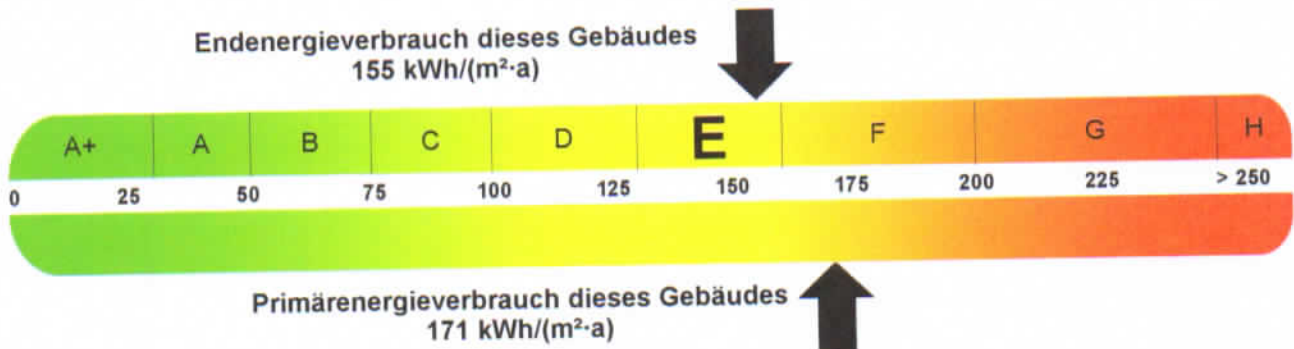 Endenergieverbrauch dieses Gebäudes
155 kWh/(m²·a)
A+ A B C D E F G H
0 25 50 75 100 125 150 175 200 225 > 250
Primärenergieverbrauch dieses Gebäudes
171 kWh/(m²·a)